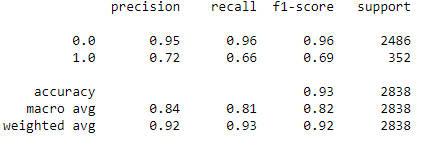 precision recall f1-score support
0.0 0.95 0.96 0.96 2486
1.0 0.72 0.66 0.69 352
accuracy 0.93 2838
macro avg 0.84 0.81 0.82 2838
weighted avg 0.92 0.93 0.92 2838